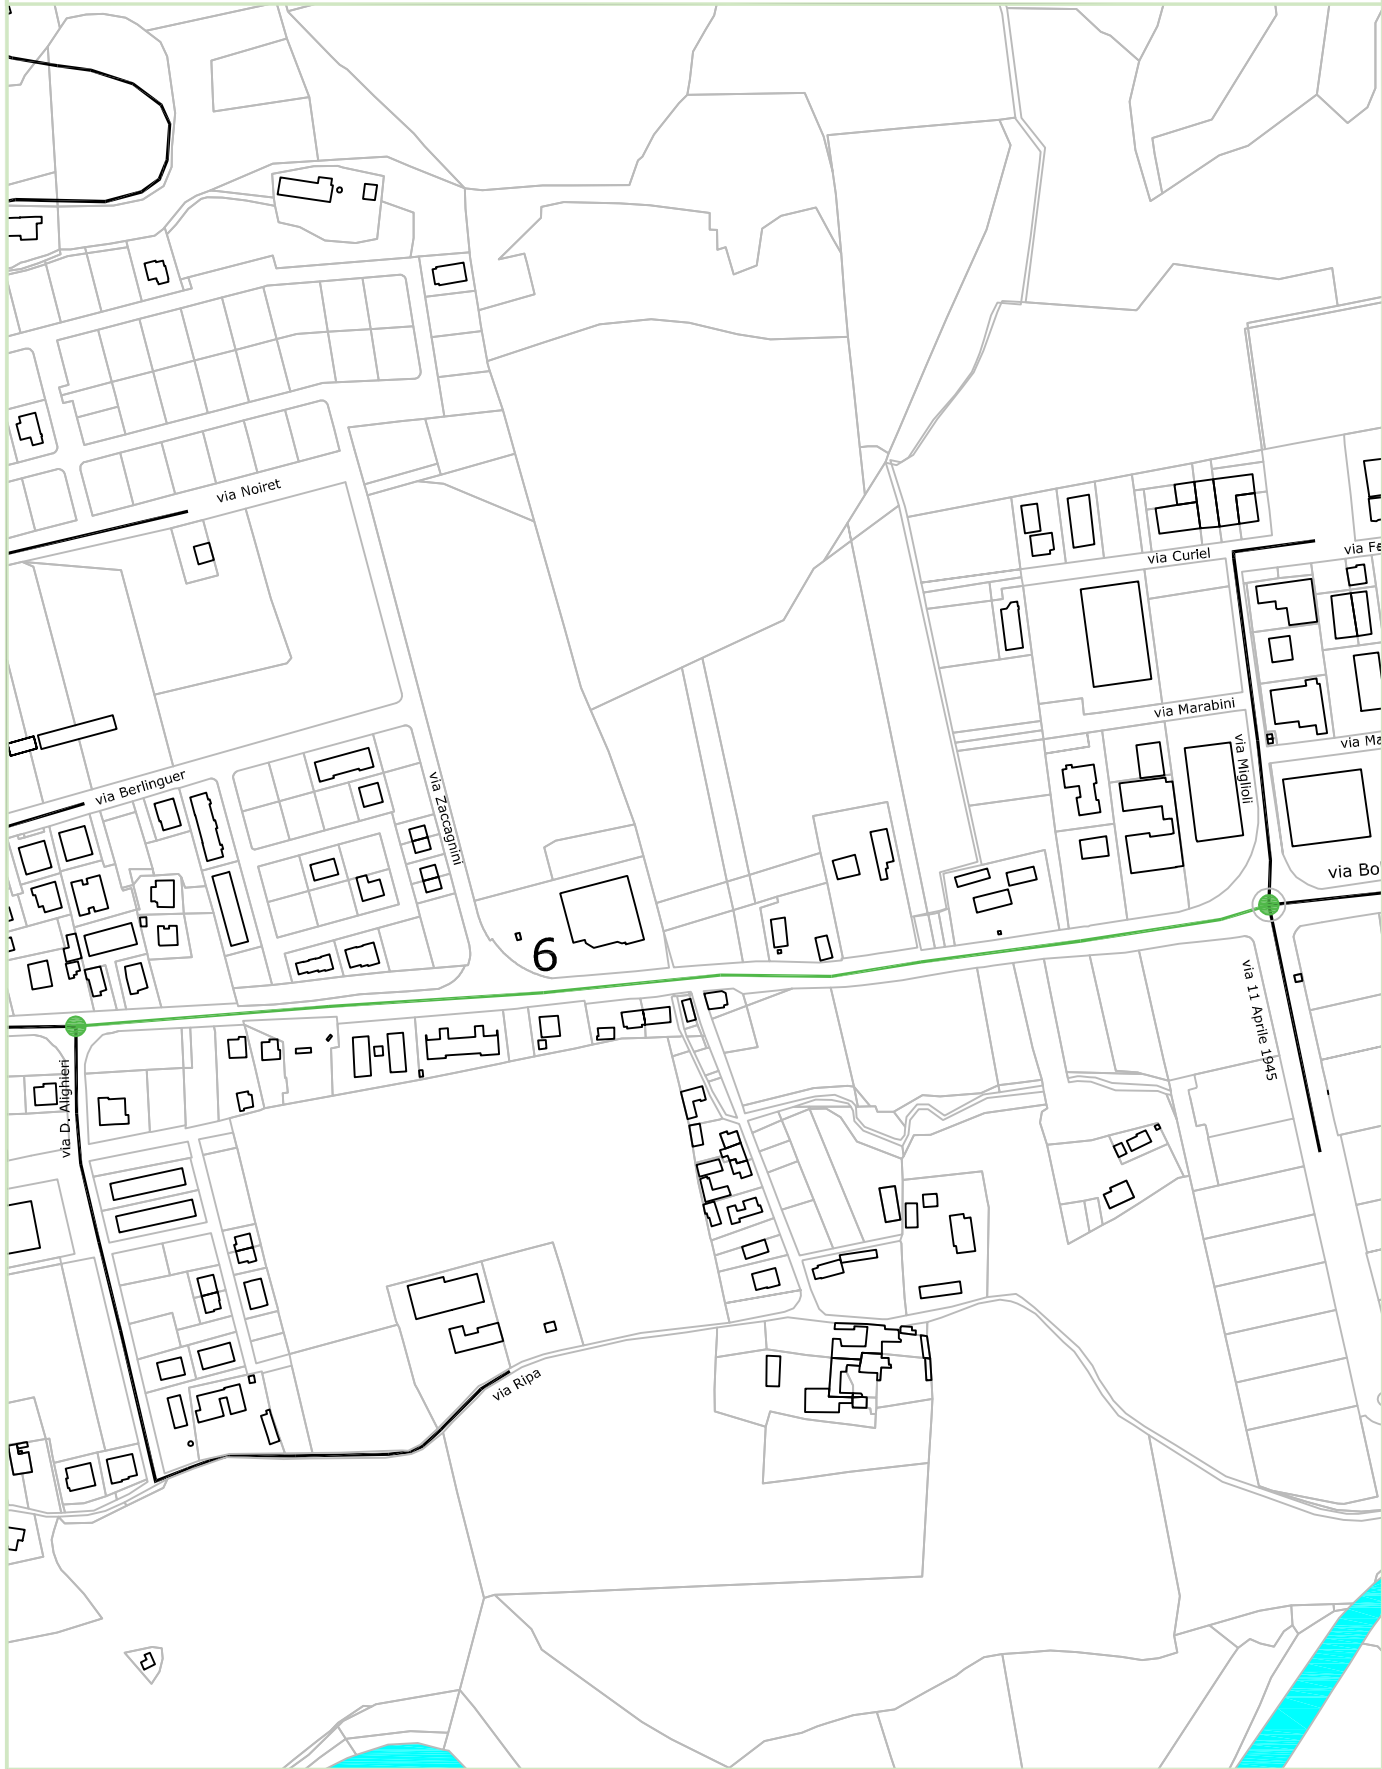 via Noiret
via Curiel
via Fe
via Marabini
via Miglioli
via Ma
via Berlinguer
via Zaccagnini
via Bo
6
via 11 Aprile 1945
via D. Alighieri
via Ripa